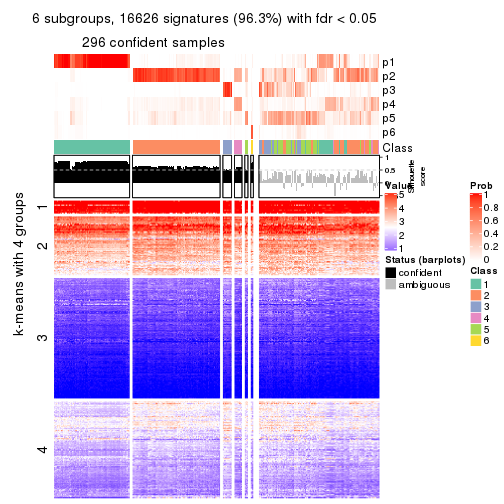 6 subgroups, 16626 signatures (96.3%) with fdr < 0.05
296 confident samples
p1
p2
p3
p4
p5
p6
Class
1
0.5
0
Silhouette
score
k-means with 4 groups
1
2
3
4
Value
5
4
3
2
1
Status (barplots)
confident
ambiguous
Prob
1
0.8
0.6
0.4
0.2
0
Class
1
2
3
4
5
6